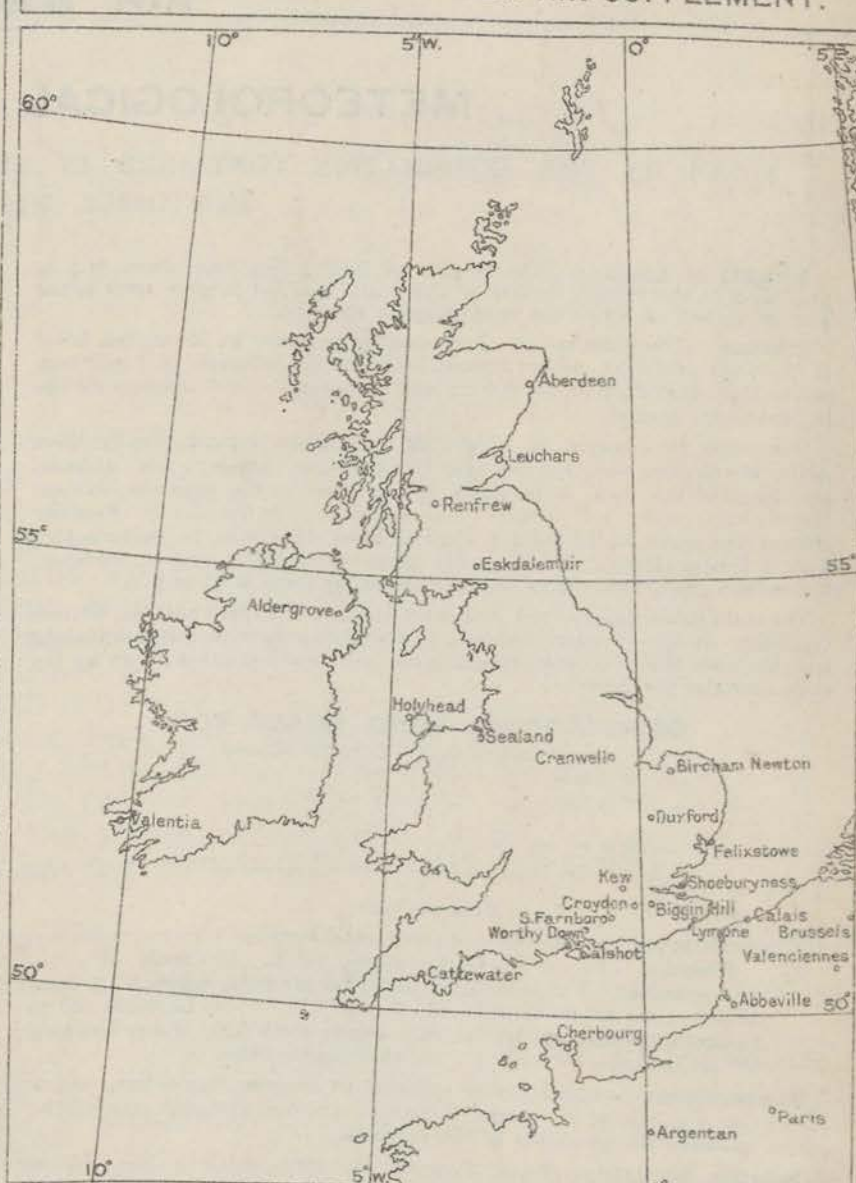 SUPPLEMENT.
10° 5°W. 0° 5°
60°
METEOROLOGICAL
Aberdeen
Leuchars
Renfrew
55°
Eskdalemuir 55°
Aldergrove
Holyhead
Sealand
Cranwell
Bircham Newton
Valentia
Duxford
Felixstowe
Kew
Shoeburyness
Croydon Biggin Hill
S. Farnboro Calais
Worthy Down Lympne Brussels
Calshot
Valenciennes
50° Cattewater
Abbeville 50°
Cherbourg
Paris
Argentan
10° 5°W